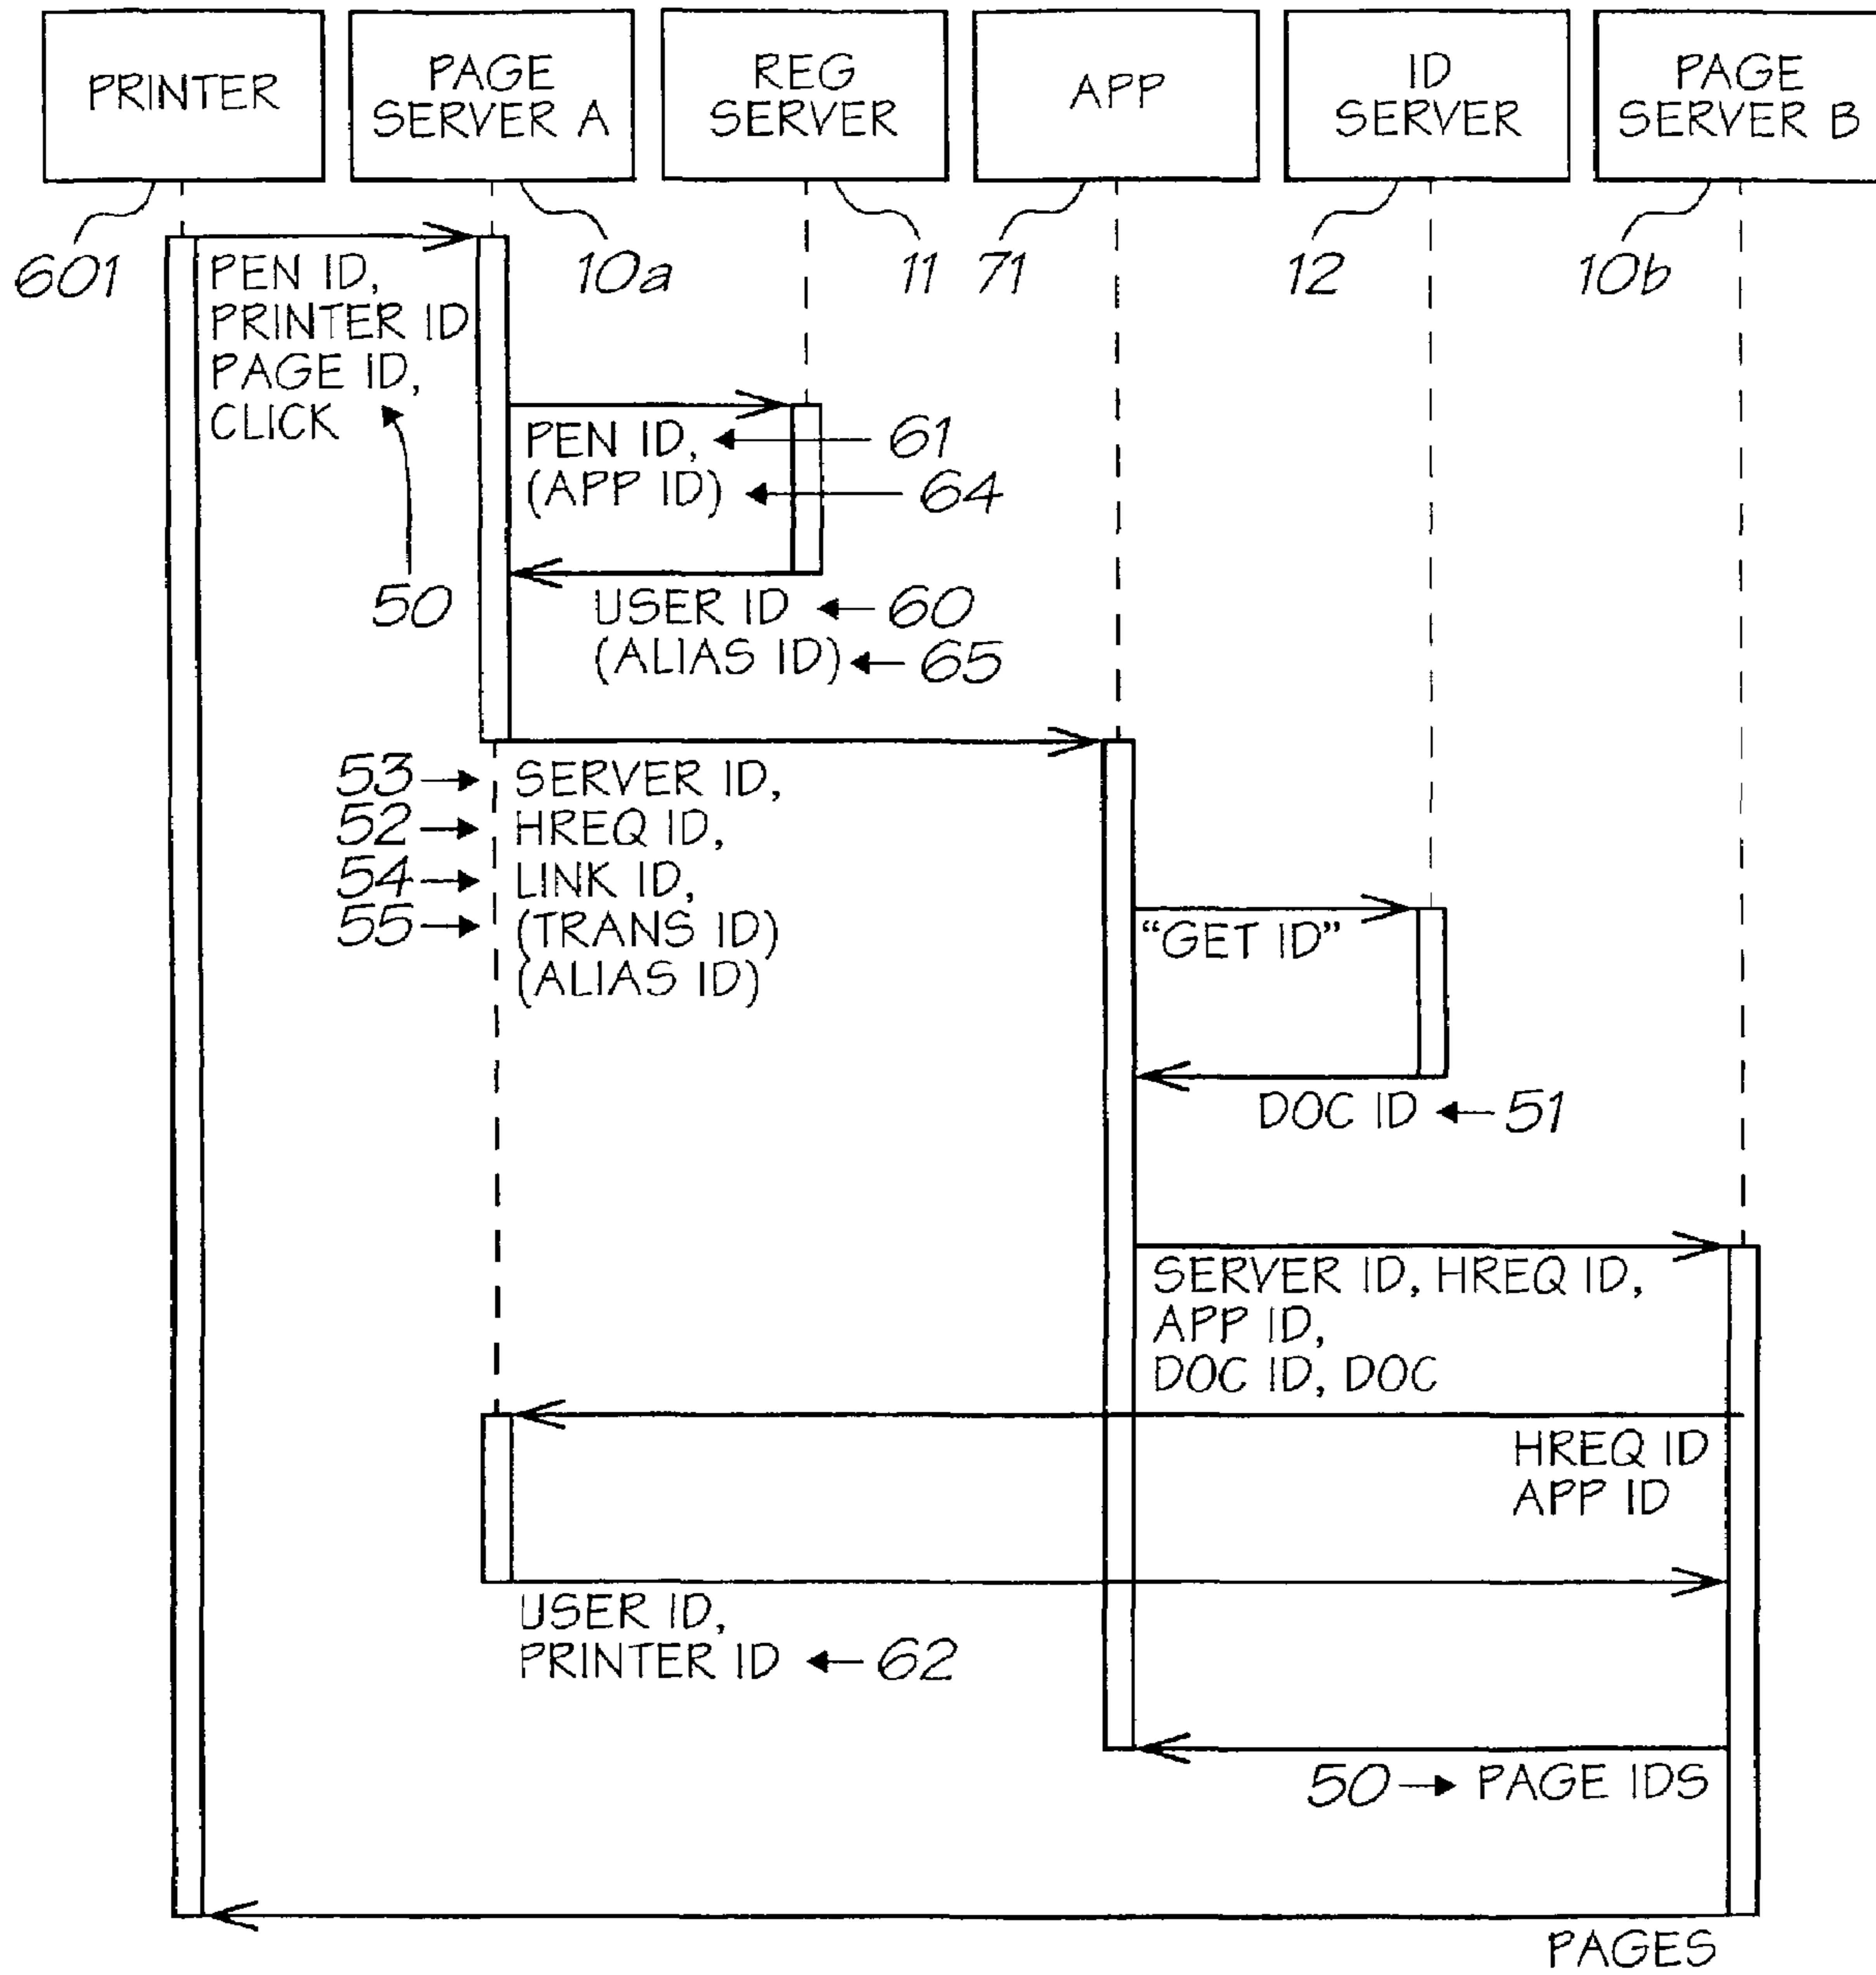 PRINTER
PAGE
SERVER A
REG
SERVER
APP
ID
SERVER
PAGE
SERVER B
601
10a
11
71
12
10b
PEN ID,
PRINTER ID
PAGE ID,
CLICK
50
PEN ID,
61
(APP ID)
64
USER ID
60
(ALIAS ID)
65
53
SERVER ID,
52
HREQ ID,
54
LINK ID,
55
(TRANS ID)
(ALIAS ID)
“GET ID”
DOC ID
51
SERVER ID, HREQ ID,
APP ID,
DOC ID, DOC
HREQ ID
APP ID
USER ID,
PRINTER ID
62
50
PAGE IDS
PAGES